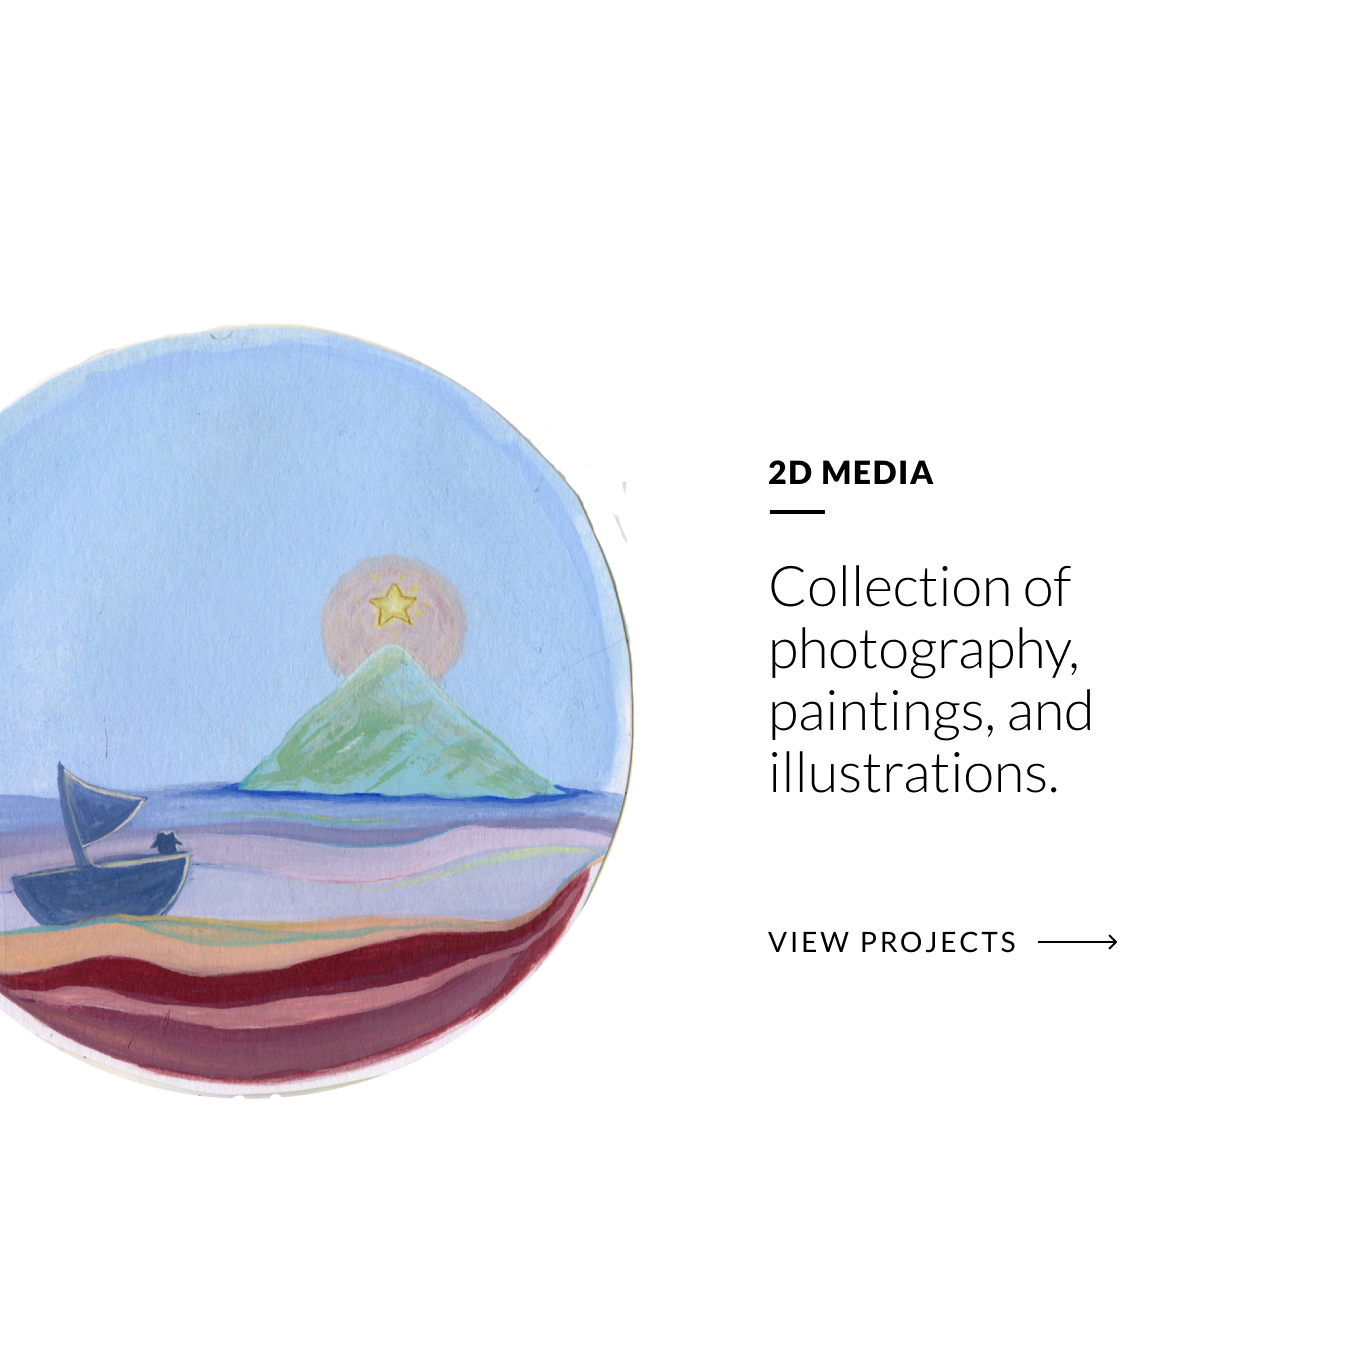 2D MEDIA
Collection of
photography,
paintings, and
illustrations.
VIEW PROJECTS